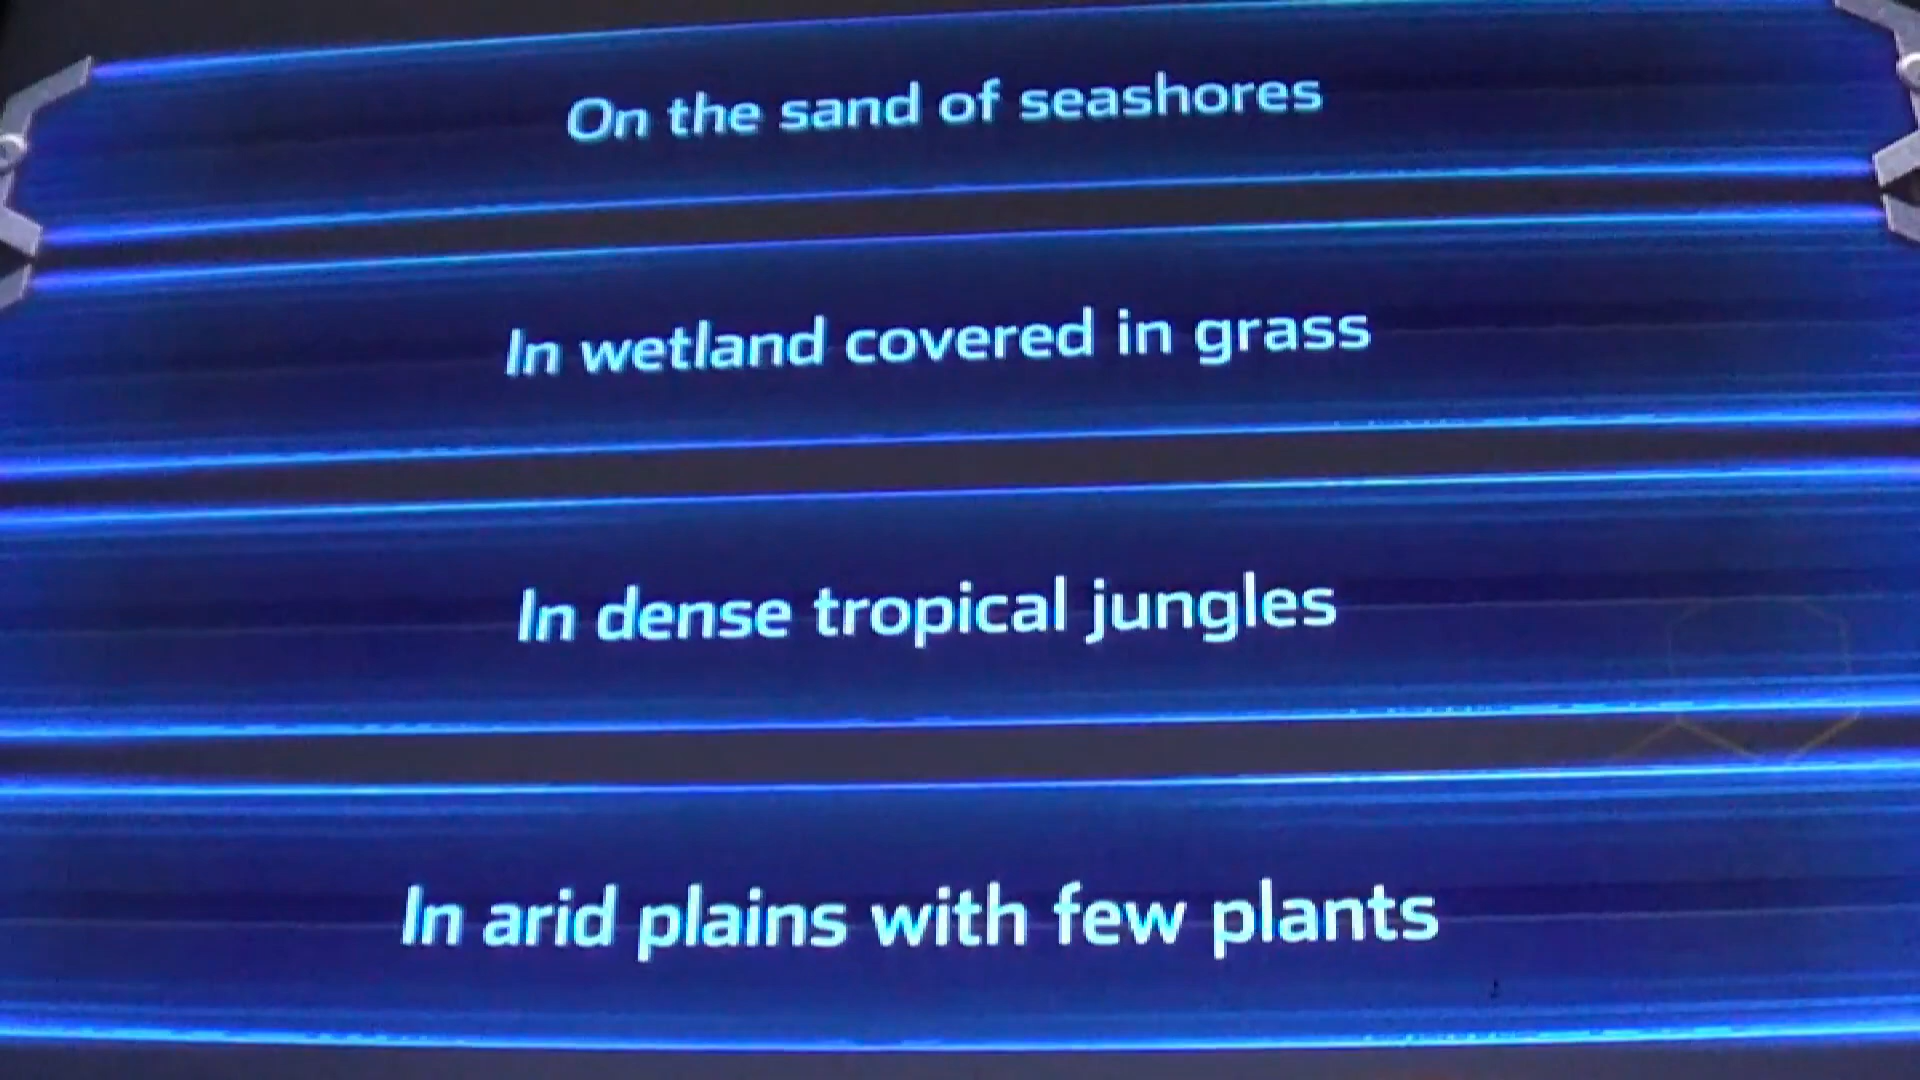 On the sand of seashores
In wetland covered in grass
In dense tropical jungles
In arid plains with few plants